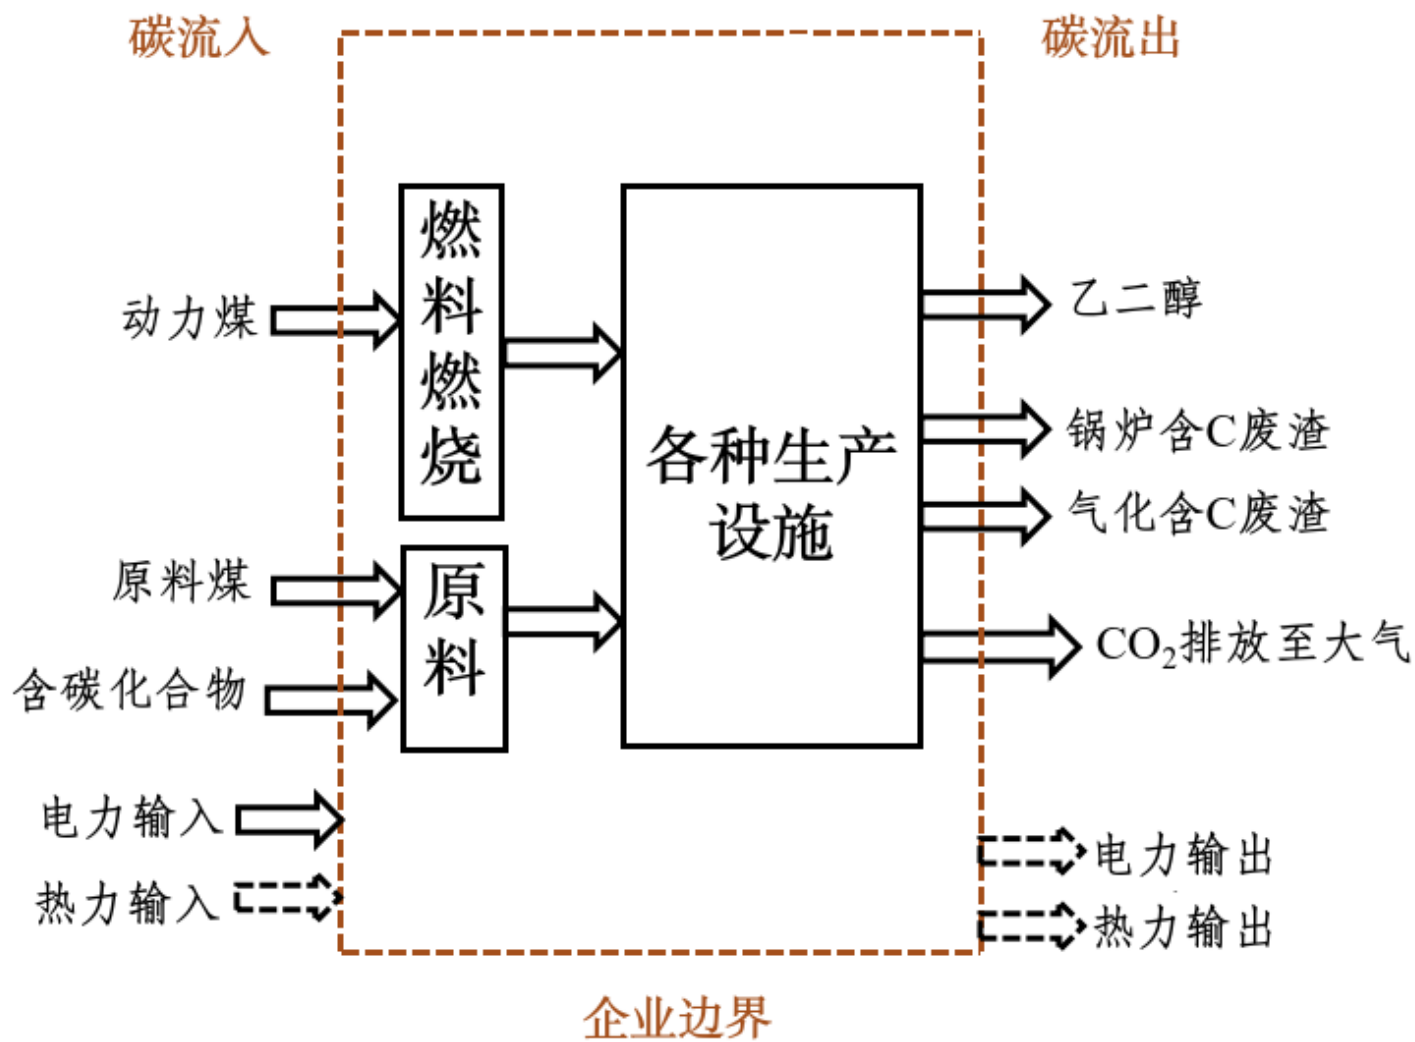 碳流入
碳流出
燃料燃烧
动力煤
乙二醇
各种生产
设施
锅炉含C废渣
气化含C废渣
原料煤
原料
含碳化合物
CO₂排放至大气
电力输入
热力输入
电力输出
热力输出
企业边界